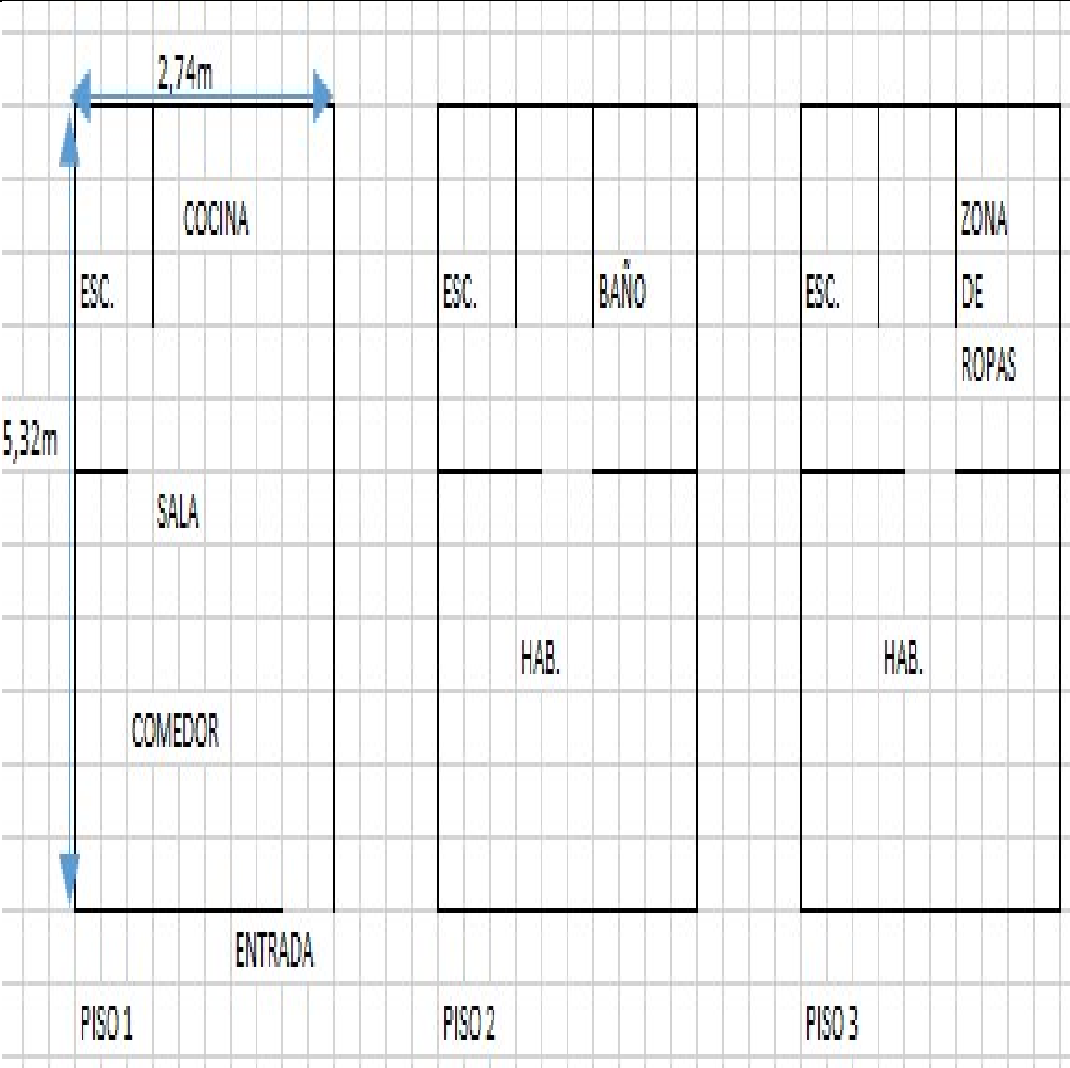 2,74m
COCINA
ESC.
5,32m
SALA
COMEDOR
ENTRADA
PISO 1
ESC.
BAÑO
HAB.
PISO 2
ZONA
ESC.
DE
ROPAS
HAB.
PISO 3